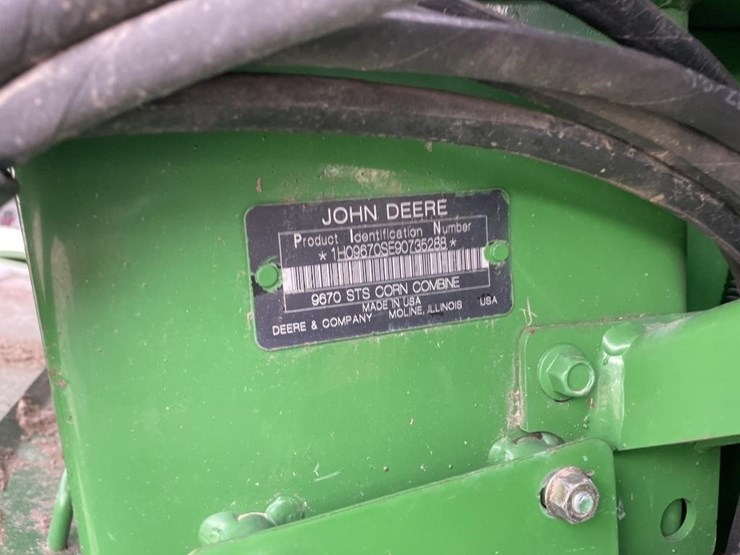 JOHN DEERE
Product Identification Number
*1H09670SE90735288*
9670 STS CORN COMBINE
MADE IN USA
DEERE & COMPANY MOLINE, ILLINOIS USA